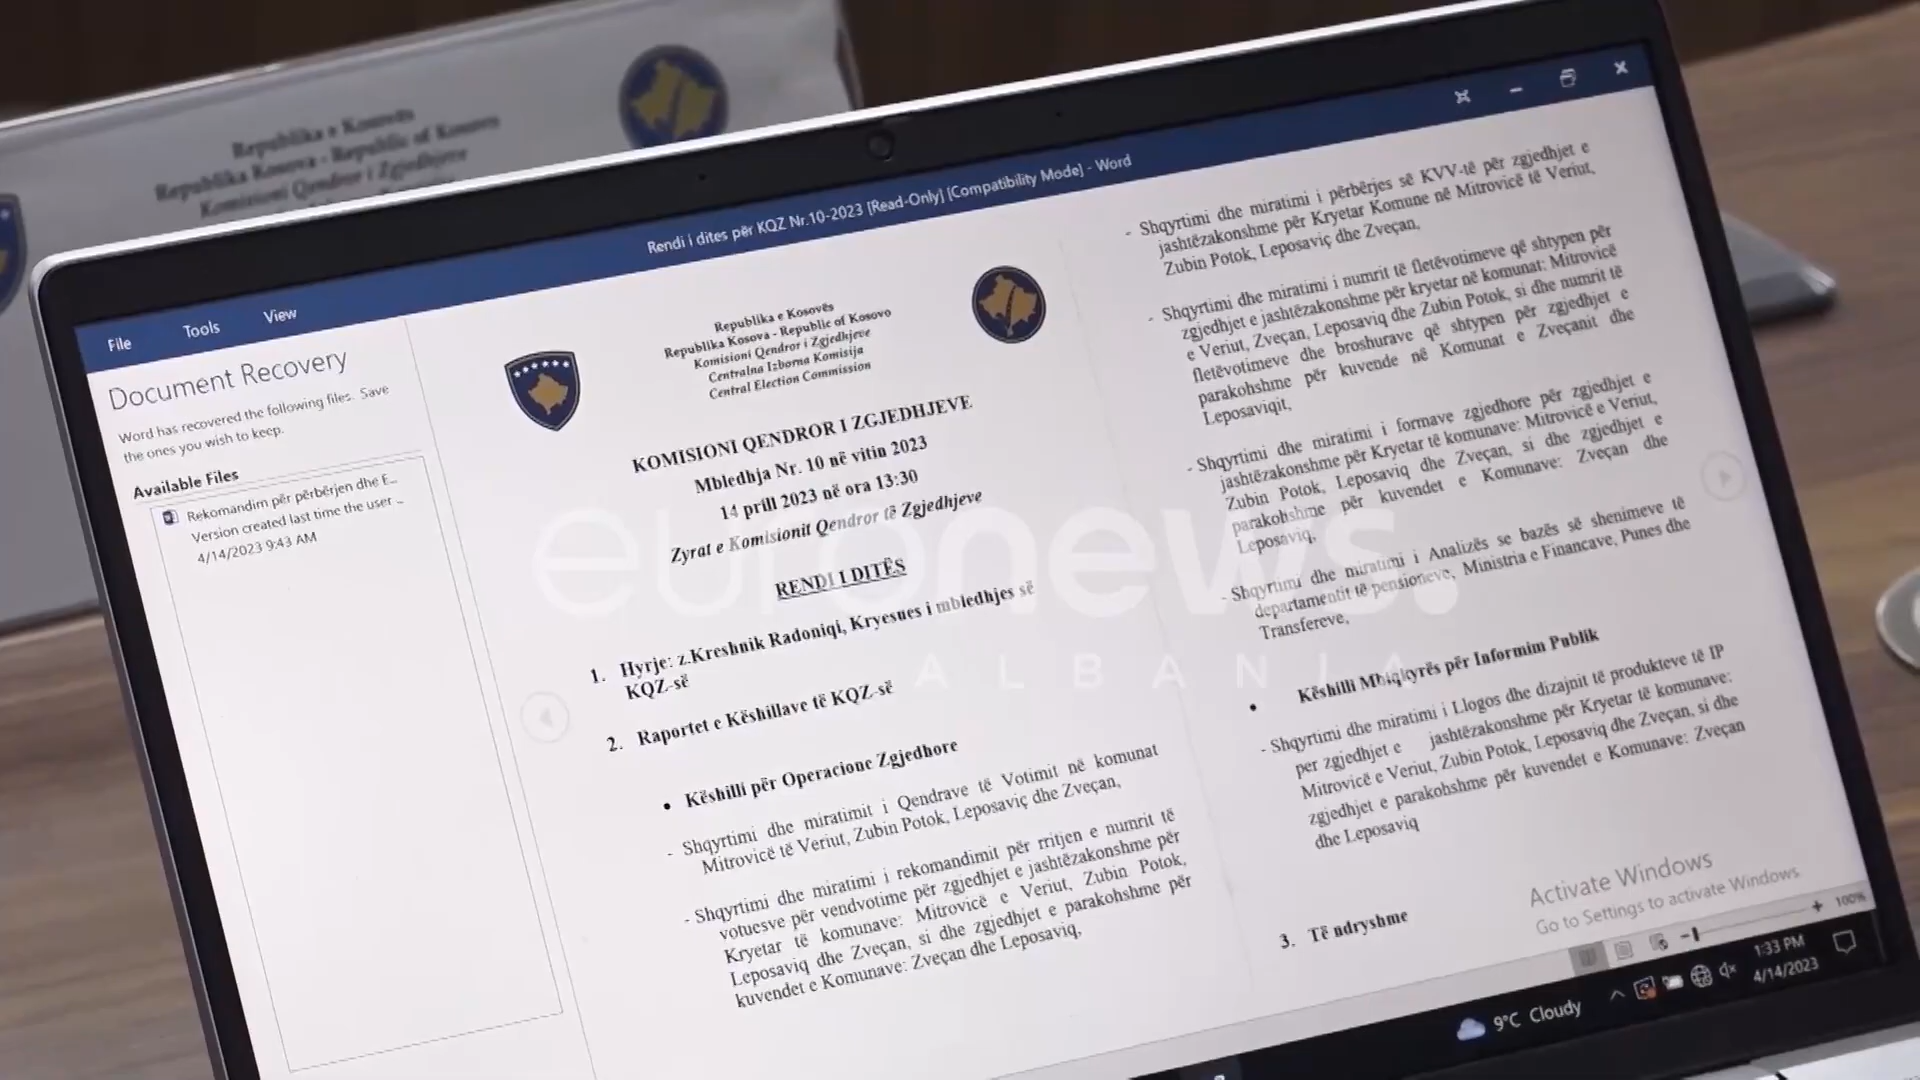 Republika e Kosovës
Republika Kosova - Republic of Kosovo
Komisioni Qendror i Zgjedhjeve
Rendi i dites për KQZ Nr.10-2023 [Read-Only] [Compatibility Mode] - Word
File Tools View
Document Recovery
Word has recovered the following files. Save
the ones you wish to keep.
Available Files
Rekomandim për përbërjen dhe E...
Version created last time the user ...
4/14/2023 9:43 AM
Republika e Kosovës
Republika Kosova - Republic of Kosovo
Komisioni Qendror i Zgjedhjeve
Centralna Izborna Komisija
Central Election Commission
KOMISIONI QENDROR I ZGJEDHJEVE
Mbledhja Nr. 10 në vitin 2023
14 prill 2023 në ora 13:30
Zyrat e Komisionit Qendror të Zgjedhjeve
RENDI I DITËS
1. Hyrje: z.Kreshnik Radoniqi, Kryesues i mbledhjes së
KQZ-së
2. Raportet e Këshillave të KQZ-së
• Këshilli për Operacione Zgjedhore
- Shqyrtimi dhe miratimit i Qendrave të Votimit në komunat
Mitrovicë të Veriut, Zubin Potok, Leposaviç dhe Zveçan,
- Shqyrtimi dhe miratimi i rekomandimit për rritjen e numrit të
votuesve për vendvotime për zgjedhjet e jashtëzakonshme për
Kryetar të komunave: Mitrovicë e Veriut, Zubin Potok,
Leposaviq dhe Zveçan, si dhe zgjedhjet e parakohshme për
kuvendet e Komunave: Zveçan dhe Leposaviq,
- Shqyrtimi dhe miratimi i përbërjes së KVV-të për zgjedhjet e
jashtëzakonshme për Kryetar Komune në Mitrovicë të Veriut,
Zubin Potok, Leposaviç dhe Zveçan,
- Shqyrtimi dhe miratimi i numrit të fletëvotimeve që shtypen për
zgjedhjet e jashtëzakonshme për kryetar në komunat: Mitrovicë
e Veriut, Zveçan, Leposaviq dhe Zubin Potok, si dhe numrit të
fletëvotimeve dhe broshurave që shtypen për zgjedhjet e
parakohshme për kuvende në Komunat e Zveçanit dhe
Leposaviqit,
- Shqyrtimi dhe miratimi i formave zgjedhore për zgjedhjet e
jashtëzakonshme për Kryetar të komunave: Mitrovicë e Veriut,
Zubin Potok, Leposaviq dhe Zveçan, si dhe zgjedhjet e
parakohshme për kuvendet e Komunave: Zveçan dhe
Leposaviq,
- Shqyrtimi dhe miratimi i Analizës se bazës së shenimeve të
departamentit të pensioneve, Ministria e Financave, Punes dhe
Transfereve,
• Këshilli Mbiqkyrës për Informim Publik
- Shqyrtimi dhe miratimi i Llogos dhe dizajnit të produkteve të IP
per zgjedhjet e jashtëzakonshme për Kryetar të komunave:
Mitrovicë e Veriut, Zubin Potok, Leposaviq dhe Zveçan, si dhe
zgjedhjet e parakohshme për kuvendet e Komunave: Zveçan
dhe Leposaviq
3. Të ndryshme
Activate Windows
Go to Settings to activate Windows.
100%
9°C Cloudy
1:33 PM
4/14/2023
euronews.
ALBANIA